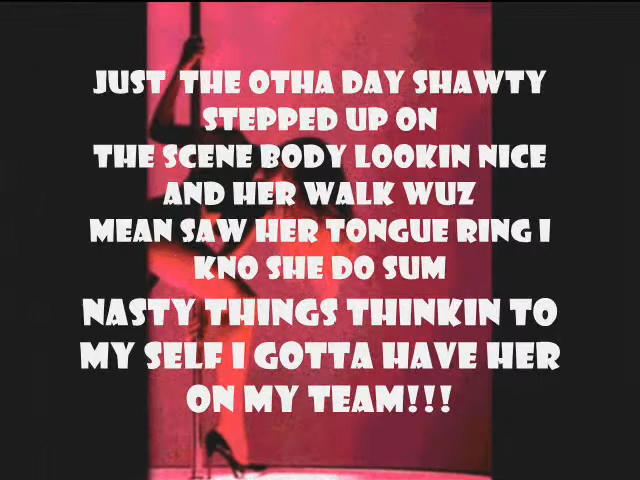 JUST THE OTHA DAY SHAWTY
STEPPED UP ON
THE SCENE BODY LOOKIN NICE
AND HER WALK WUZ
MEAN SAW HER TONGUE RING I
KNO SHE DO SUM
NASTY THINGS THINKIN TO
MY SELF I GOTTA HAVE HER
ON MY TEAM!!!